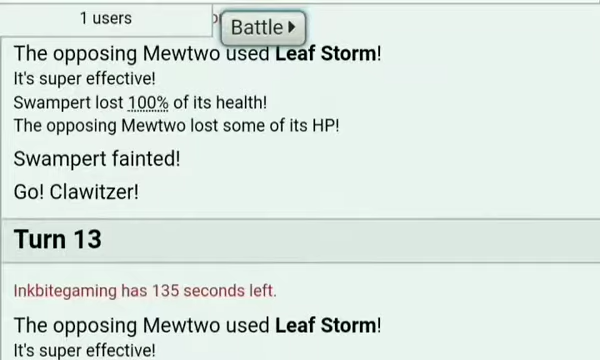 1 users
Battle
The opposing Mewtwo used Leaf Storm!
It's super effective!
Swampert lost 100% of its health!
The opposing Mewtwo lost some of its HP!
Swampert fainted!
Go! Clawitzer!
Turn 13
Inkbitegaming has 135 seconds left.
The opposing Mewtwo used Leaf Storm!
It's super effective!